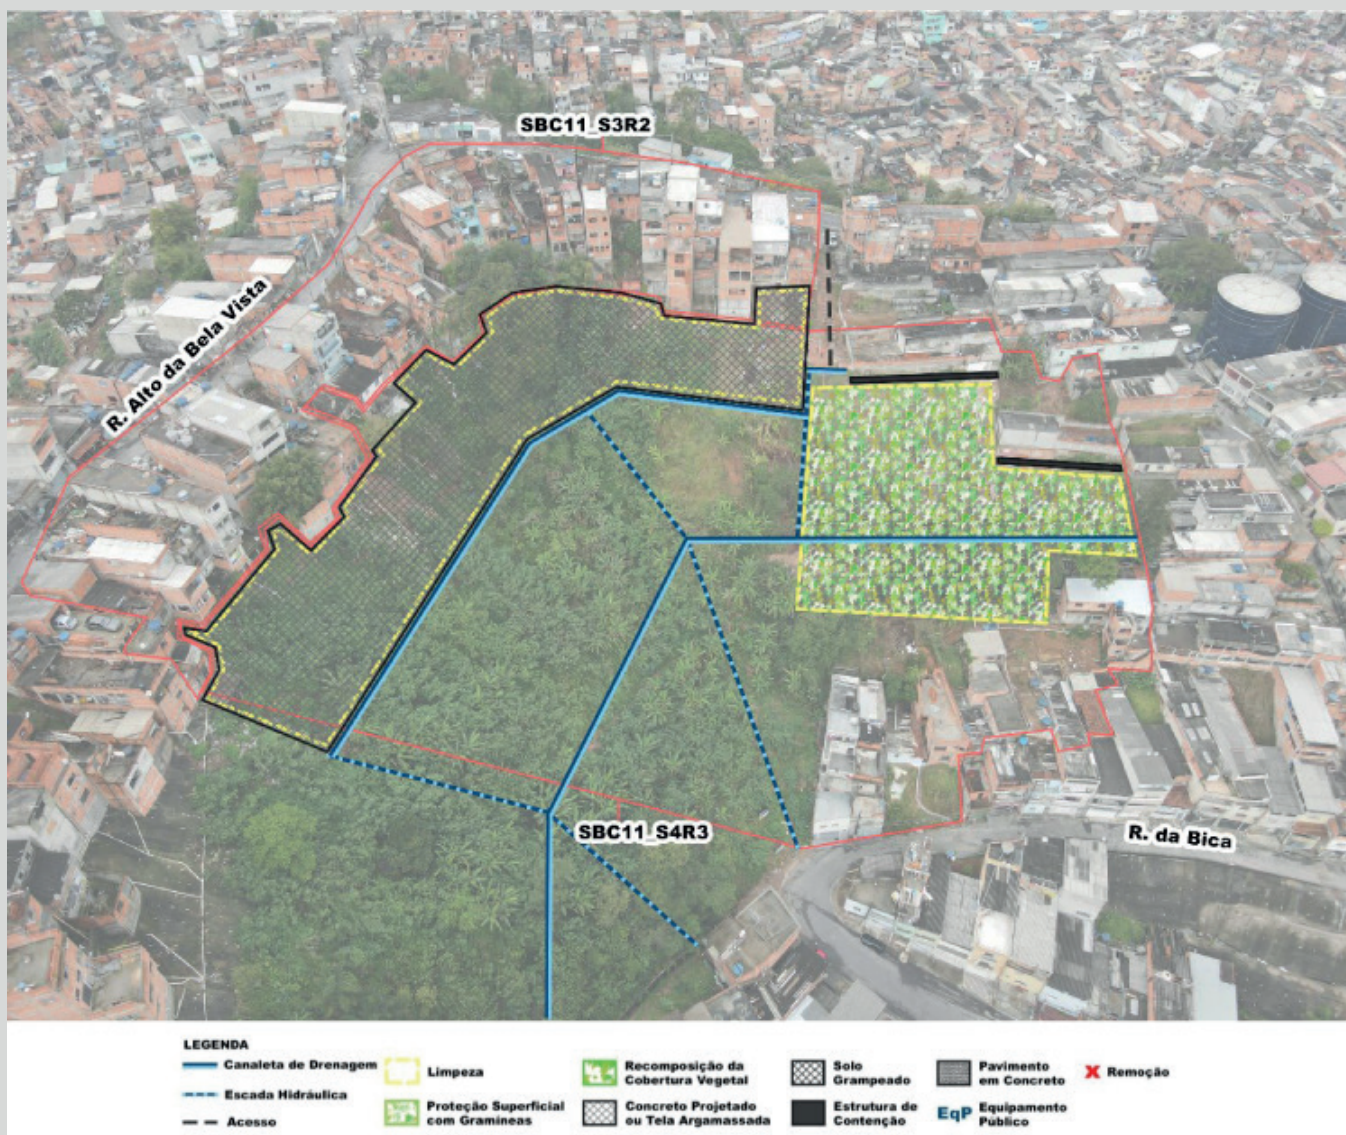 SBC11_S3R2
R. Alto da Bela Vista
SBC11_S4R3
R. da Bica
LEGENDA
Canaleta de Drenagem
Escada Hidráulica
Acesso
Limpeza
Proteção Superficial
com Gramíneas
Recomposição da
Cobertura Vegetal
Concreto Projetado
ou Tela Argamassada
Solo
Grampeado
Estrutura de
Contenção
Pavimento
em Concreto
EqP Equipamento
Público
X Remoção